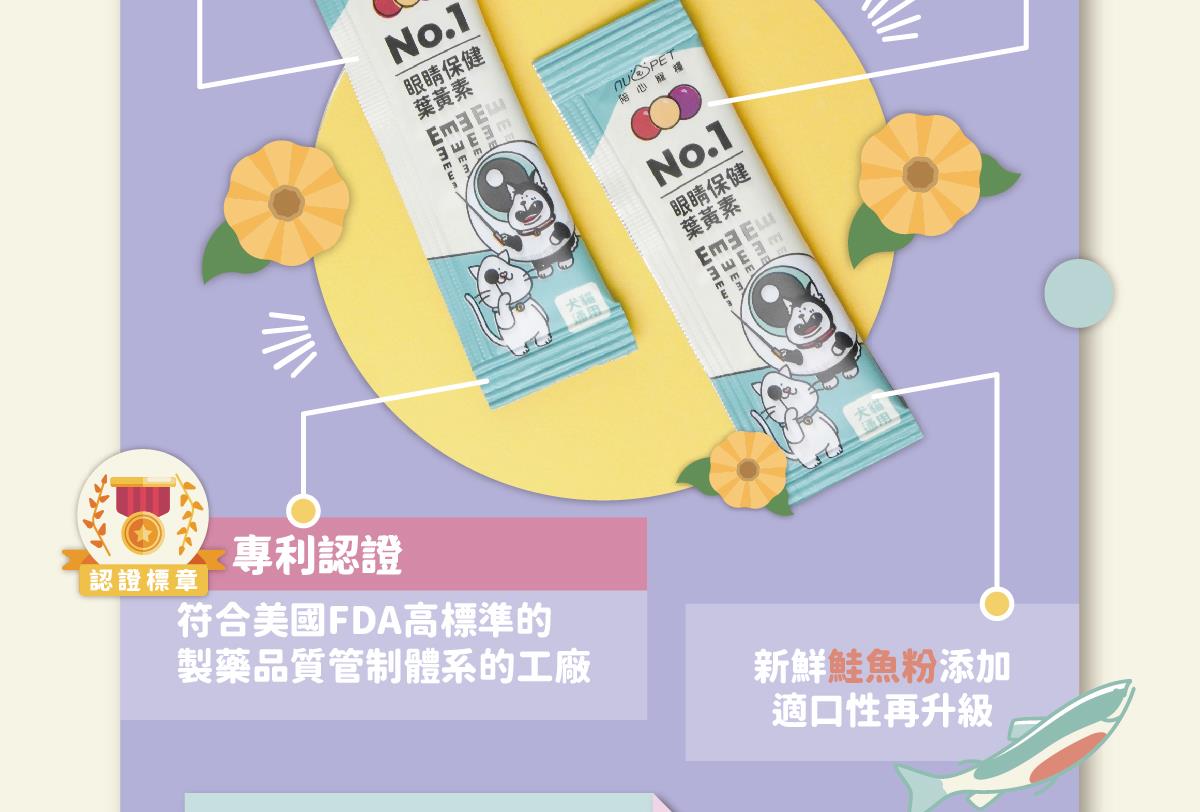 No.1
眼睛保健
葉黃素
犬貓
適用
nu PET
陪心寵糧
No.1
眼睛保健
葉黃素
犬貓
適用
認證標章
專利認證
符合美國FDA高標準的
製藥品質管制體系的工廠
新鮮鮭魚粉添加
適口性再升級